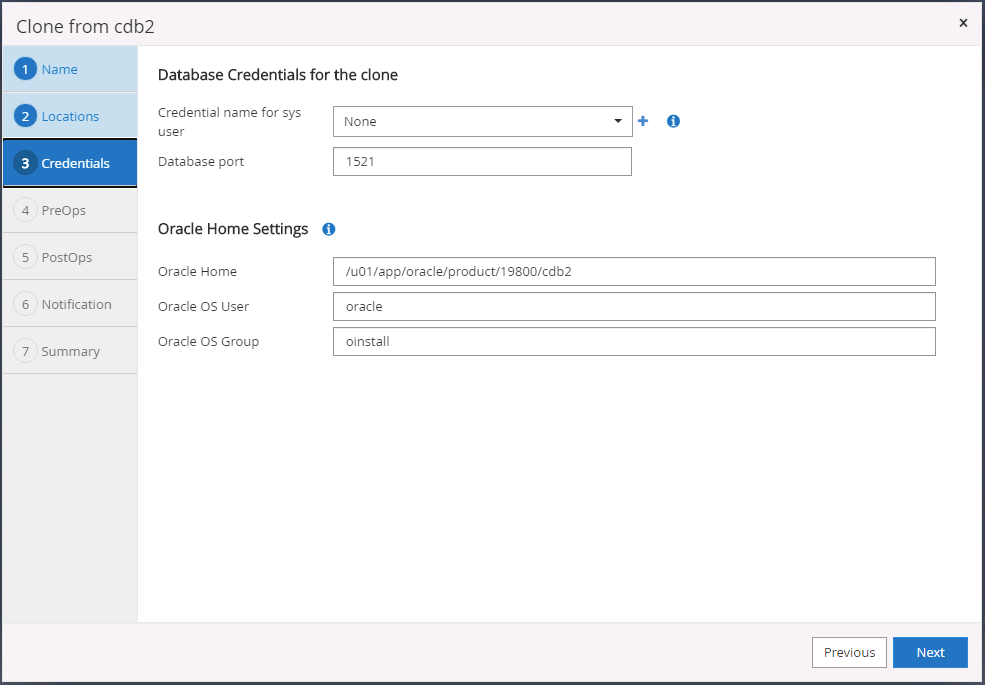 Clone from cdb2
×
1 Name
2 Locations
3 Credentials
4 PreOps
5 PostOps
6 Notification
7 Summary
Database Credentials for the clone
Credential name for sys
user
None
Database port
1521
Oracle Home Settings
Oracle Home
/u01/app/oracle/product/19800/cdb2
Oracle OS User
oracle
Oracle OS Group
oinstall
Previous
Next